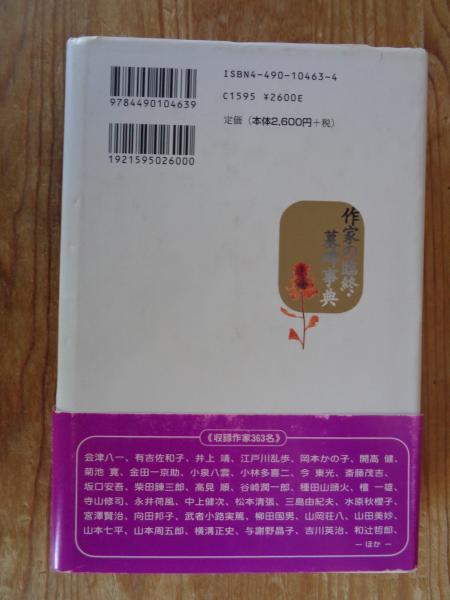 ISBN4-490-10463-4
C1595 ¥2600E
定価（本体2,600円＋税）
9784490104639
1921595026000
作家の臨終・
墓碑事典
《収録作家363名》
会津八一、有吉佐和子、井上 靖、江戸川乱歩、岡本かの子、開高 健、
菊池 寛、金田一京助、小泉八雲、小林多喜二、今 東光、斎藤茂吉、
坂口安吾、柴田錬三郎、高見 順、谷崎潤一郎、種田山頭火、檀 一雄、
寺山修司、永井荷風、中上健次、松本清張、三島由紀夫、水原秋櫻子、
宮澤賢治、向田邦子、武者小路実篤、柳田国男、山岡荘八、山田美妙、
山本七平、山本周五郎、横溝正史、与謝野晶子、吉川英治、和辻哲郎、
－ほか－